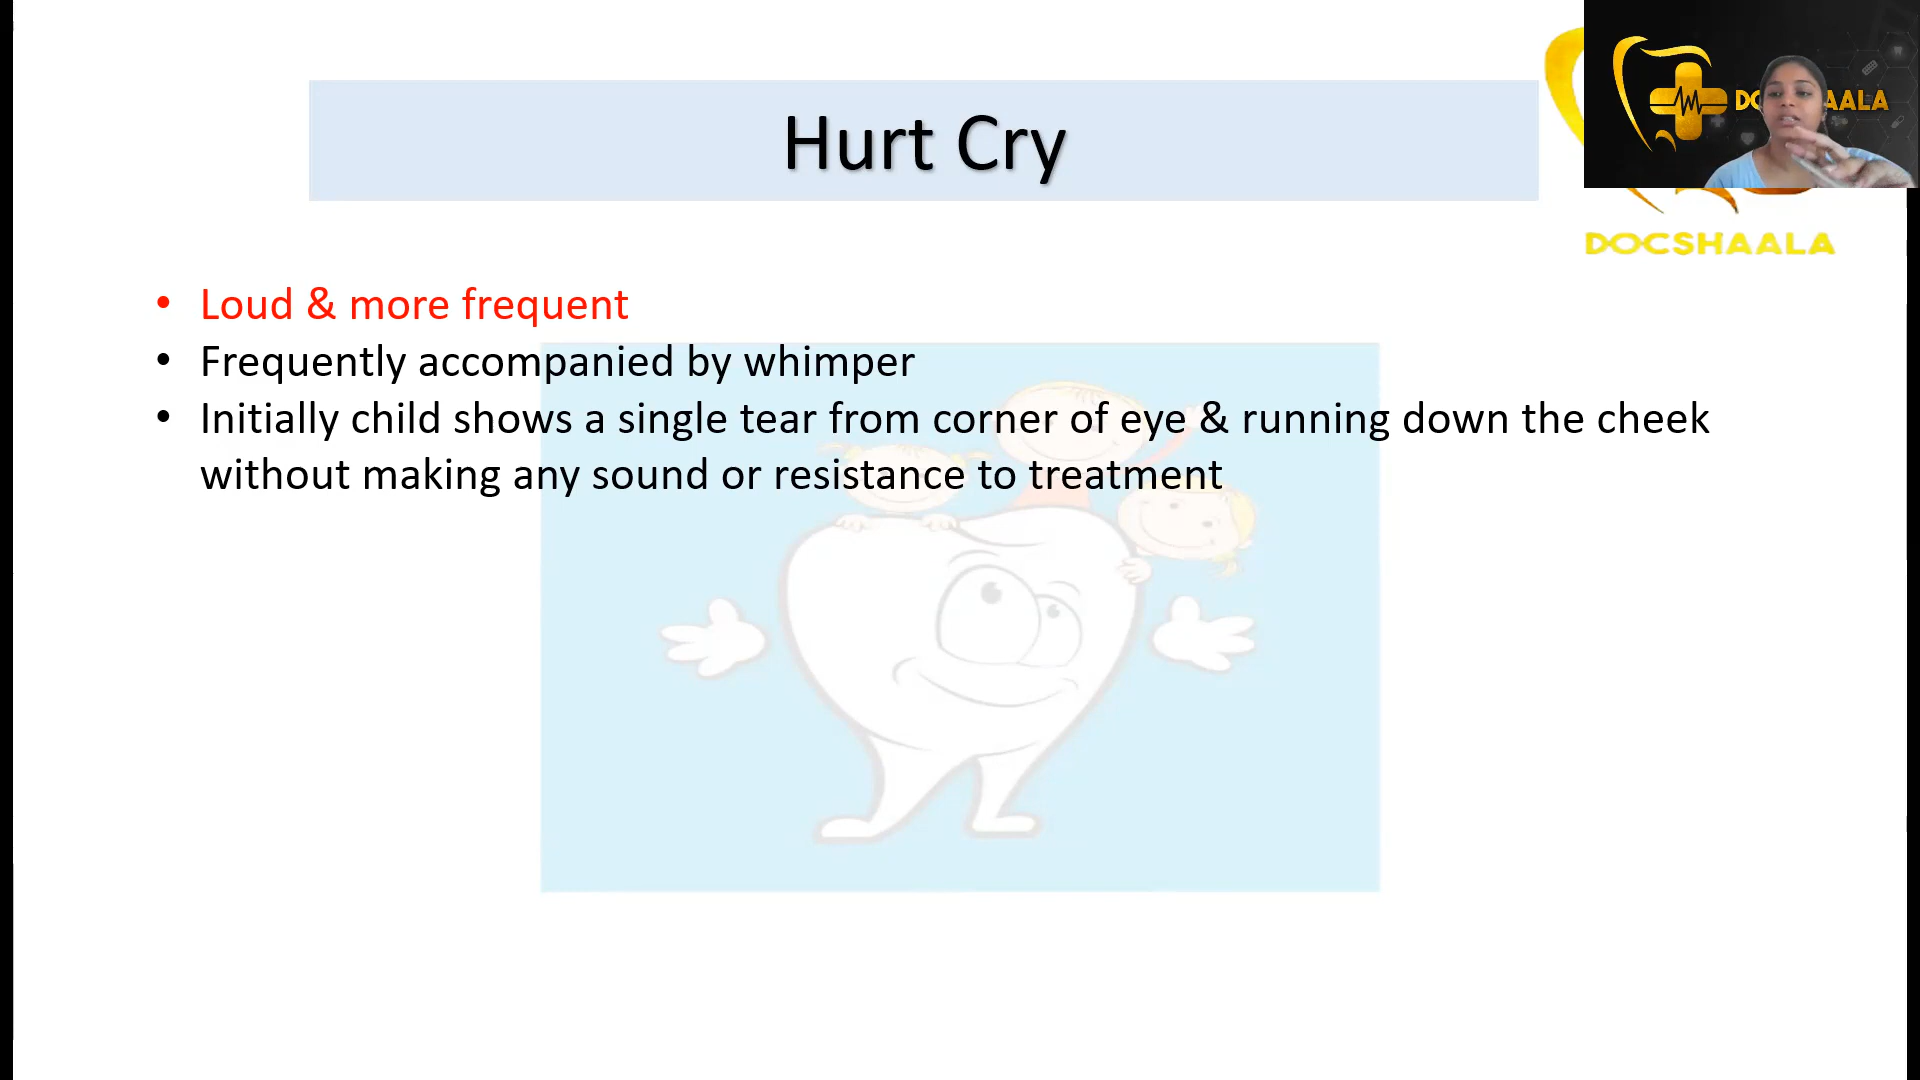 Hurt Cry
DOCSHAALA
• Loud & more frequent
• Frequently accompanied by whimper
• Initially child shows a single tear from corner of eye & running down the cheek
without making any sound or resistance to treatment